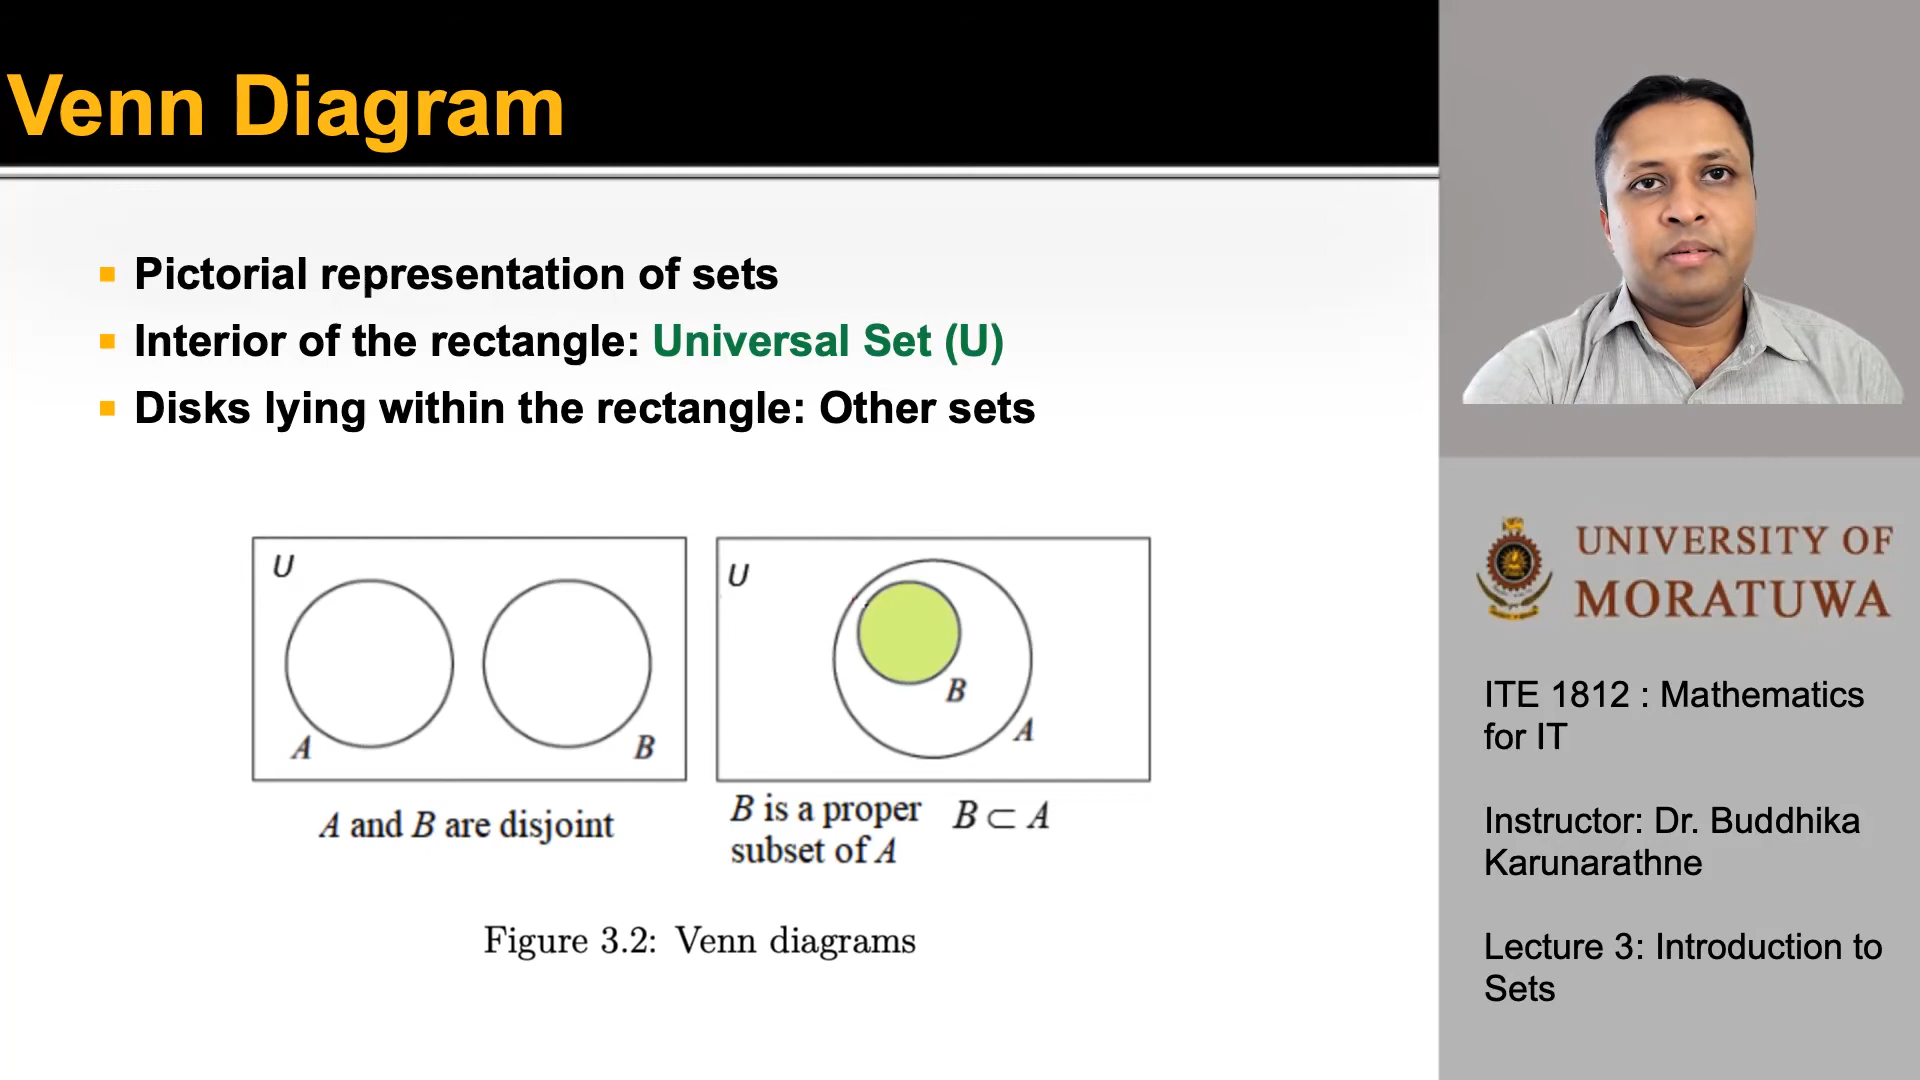 Venn Diagram
Pictorial representation of sets
Interior of the rectangle: Universal Set (U)
Disks lying within the rectangle: Other sets
U
A
B
A and B are disjoint
U
B
A
B is a proper B ⊂ A
subset of A
Figure 3.2: Venn diagrams
UNIVERSITY OF
MORATUWA
ITE 1812 : Mathematics
for IT
Instructor: Dr. Buddhika
Karunarathne
Lecture 3: Introduction to
Sets